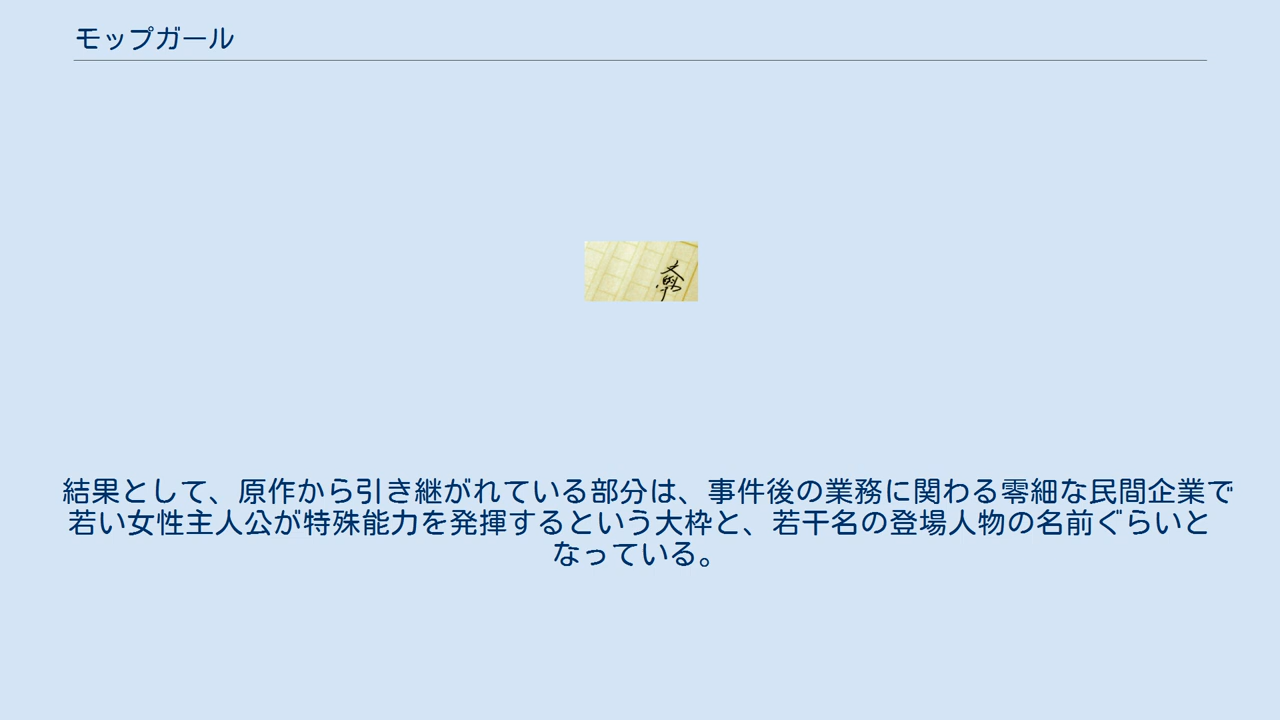 モップガール
結果として、原作から引き継がれている部分は、事件後の業務に関わる零細な民間企業で
若い女性主人公が特殊能力を発揮するという大枠と、若干名の登場人物の名前ぐらいと
なっている。